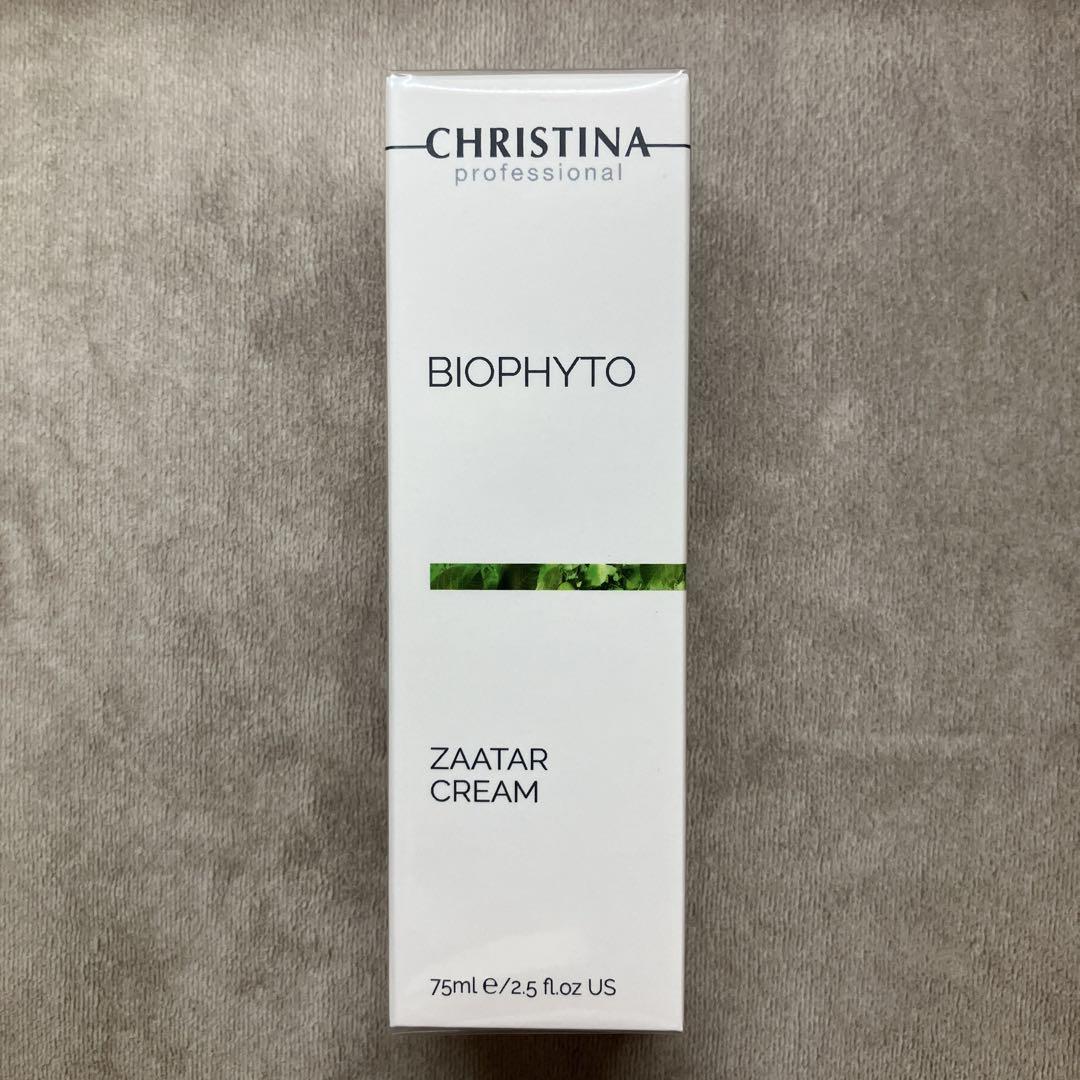 CHRISTINA
professional
BIOPHYTO
ZAATAR
CREAM
75ml ℮/2.5 fl.oz US